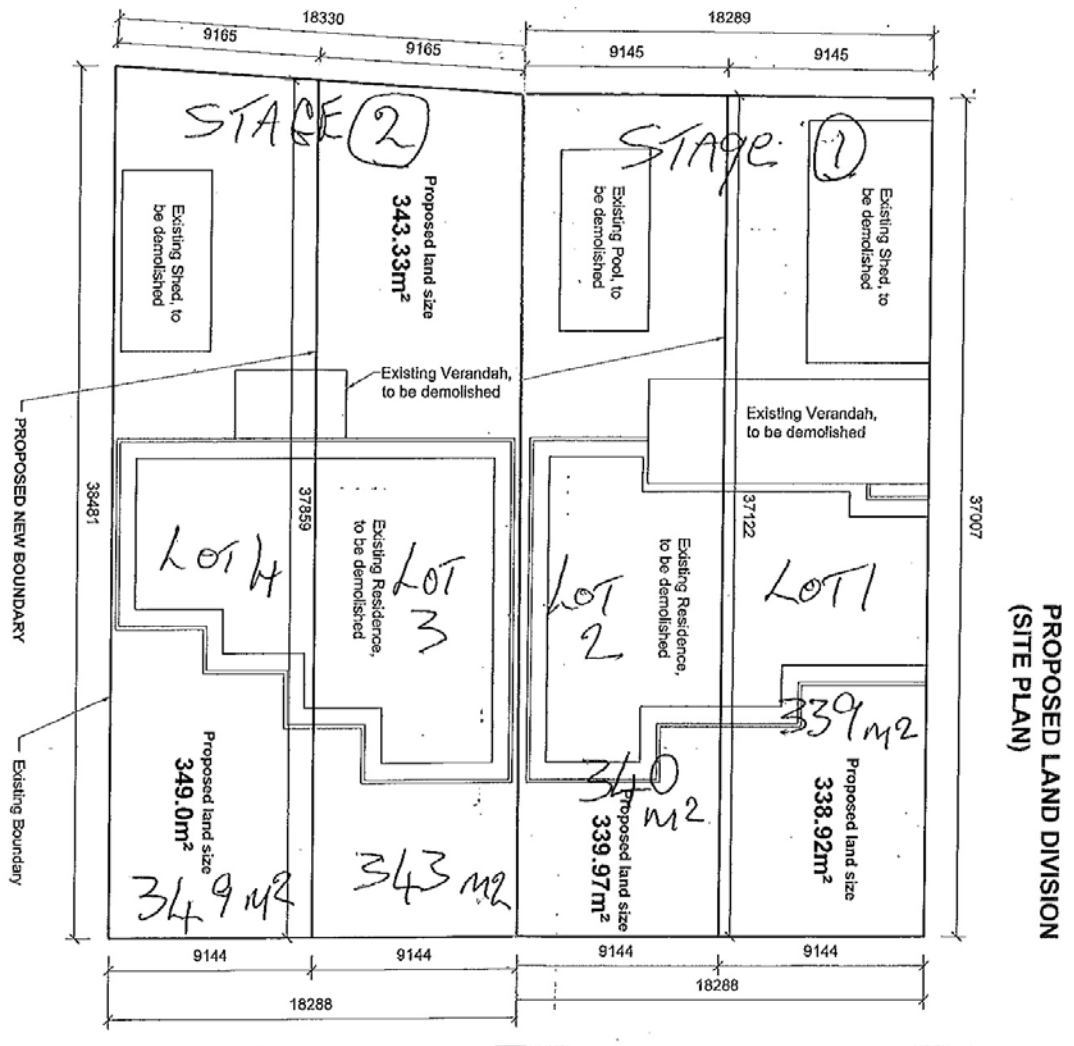 18330
18289
9165
9165
9145
9145
STAGE 2
STAge: 1
Existing Shed, to
be demolished
Proposed land size
343.33m²
Existing Pool, to
be demolished
Existing Shed, to
be demolished
Existing Verandah,
to be demolished
Existing Verandah,
to be demolished
PROPOSED NEW BOUNDARY
38481
37859
37122
37007
Existing Residence,
to be demolished
Existing Residence,
to be demolished
LOT 4
LOT
3
LOT
2
LOT 1
PROPOSED LAND DIVISION
(SITE PLAN)
Existing Boundary
Proposed land size
349.0m²
349 m2
343 m2
340
m2
Proposed land size
339.97m²
339 m2
Proposed land size
338.92m²
9144
9144
9144
9144
18288
18288